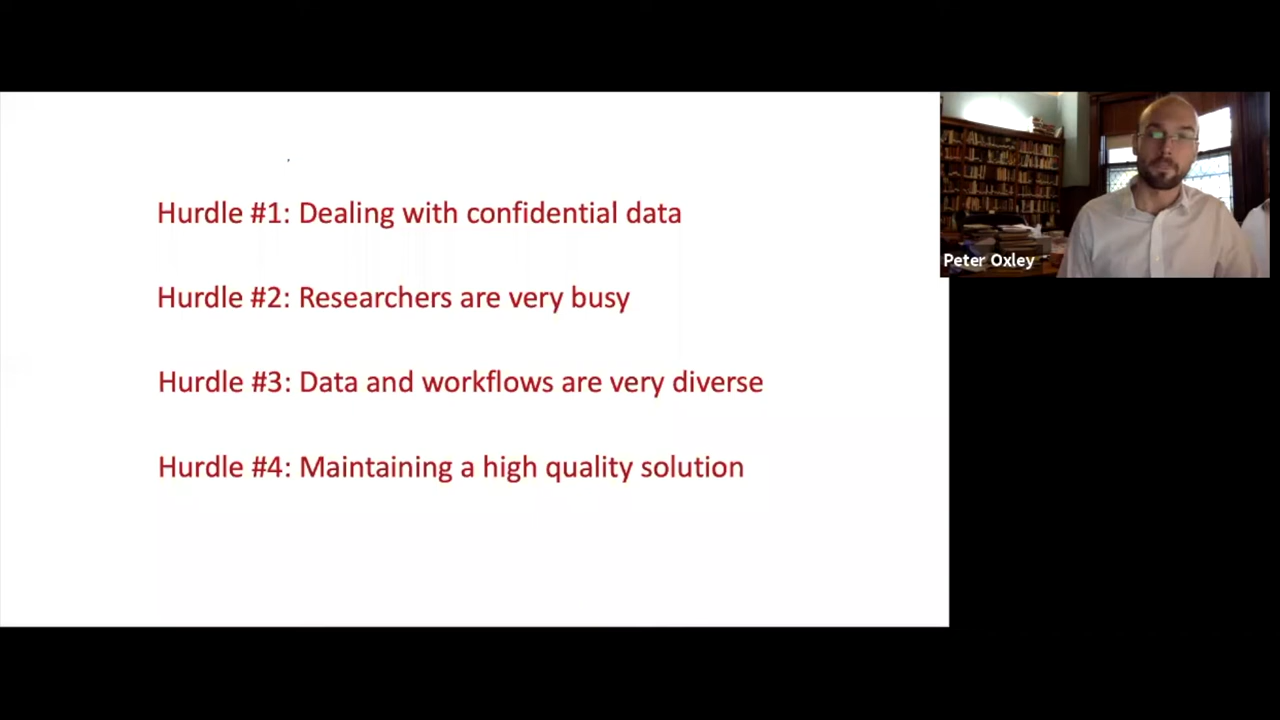 Hurdle #1: Dealing with confidential data
Hurdle #2: Researchers are very busy
Hurdle #3: Data and workflows are very diverse
Hurdle #4: Maintaining a high quality solution
Peter Oxley